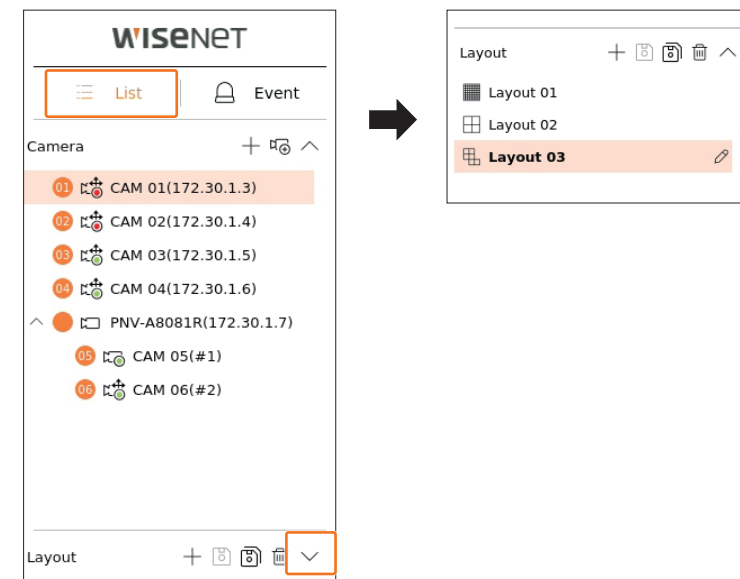 WISENET
List
Event
Camera
01 CAM 01(172.30.1.3)
02 CAM 02(172.30.1.4)
03 CAM 03(172.30.1.5)
04 CAM 04(172.30.1.6)
PNV-A8081R(172.30.1.7)
05 CAM 05(#1)
06 CAM 06(#2)
Layout
Layout
Layout 01
Layout 02
Layout 03